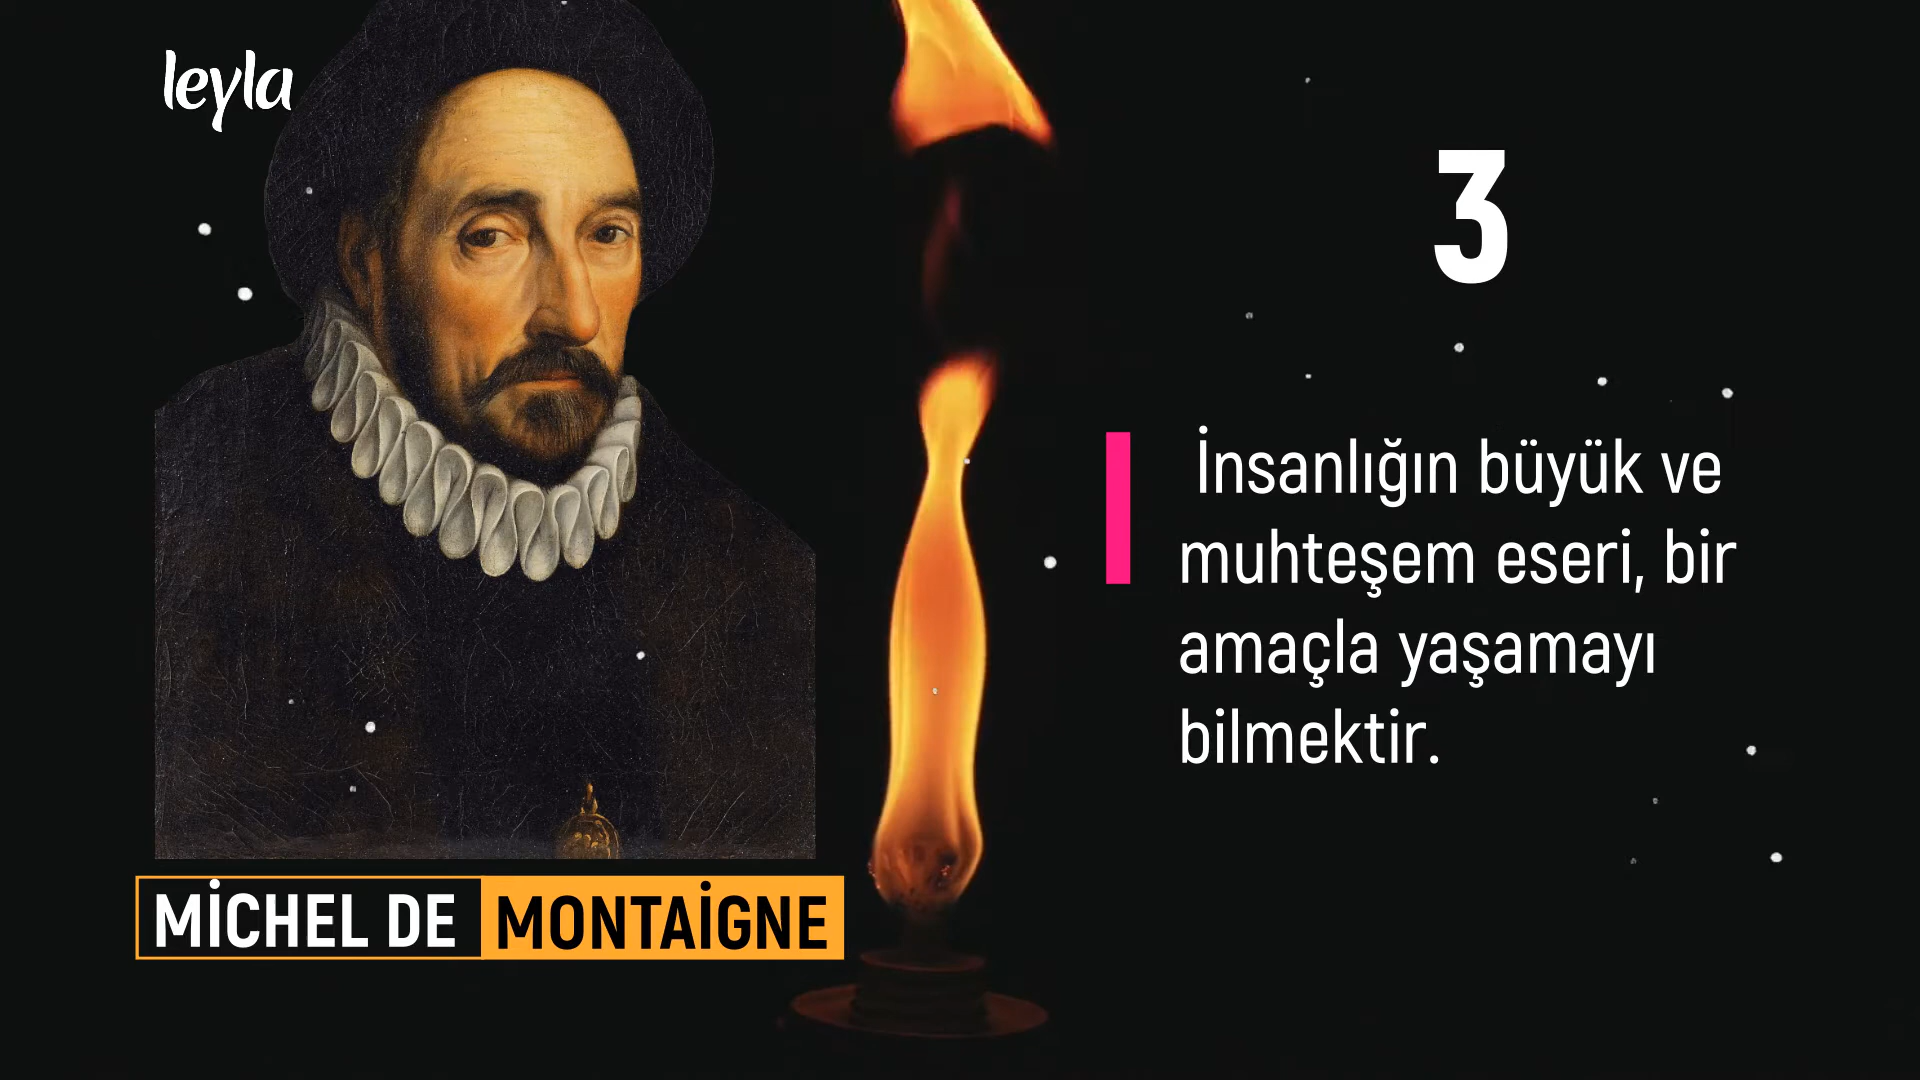 leyla
3
İnsanlığın büyük ve
muhteşem eseri, bir
amaçla yaşamayı
bilmektir.
MİCHEL DE MONTAİGNE